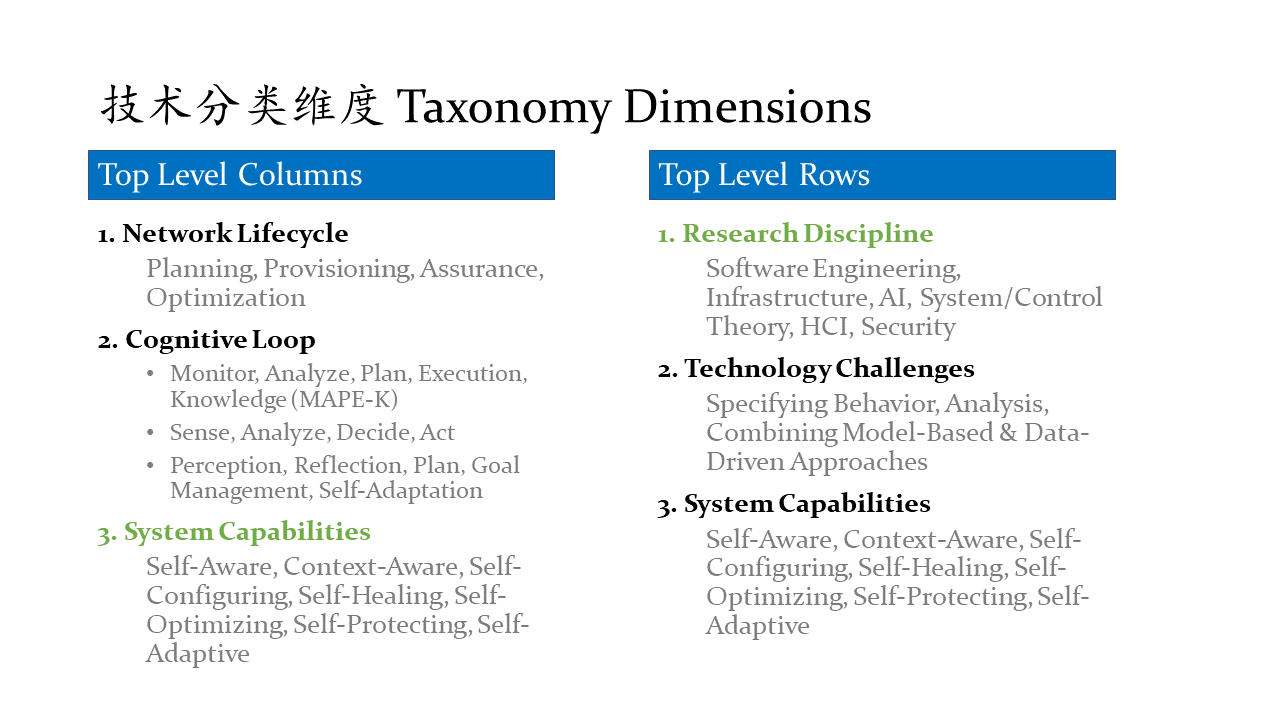 技术分类维度 Taxonomy Dimensions
Top Level Columns
1. Network Lifecycle
Planning, Provisioning, Assurance,
Optimization
2. Cognitive Loop
• Monitor, Analyze, Plan, Execution,
Knowledge (MAPE-K)
• Sense, Analyze, Decide, Act
• Perception, Reflection, Plan, Goal
Management, Self-Adaptation
3. System Capabilities
Self-Aware, Context-Aware, Self-
Configuring, Self-Healing, Self-
Optimizing, Self-Protecting, Self-
Adaptive
Top Level Rows
1. Research Discipline
Software Engineering,
Infrastructure, AI, System/Control
Theory, HCI, Security
2. Technology Challenges
Specifying Behavior, Analysis,
Combining Model-Based & Data-
Driven Approaches
3. System Capabilities
Self-Aware, Context-Aware, Self-
Configuring, Self-Healing, Self-
Optimizing, Self-Protecting, Self-
Adaptive